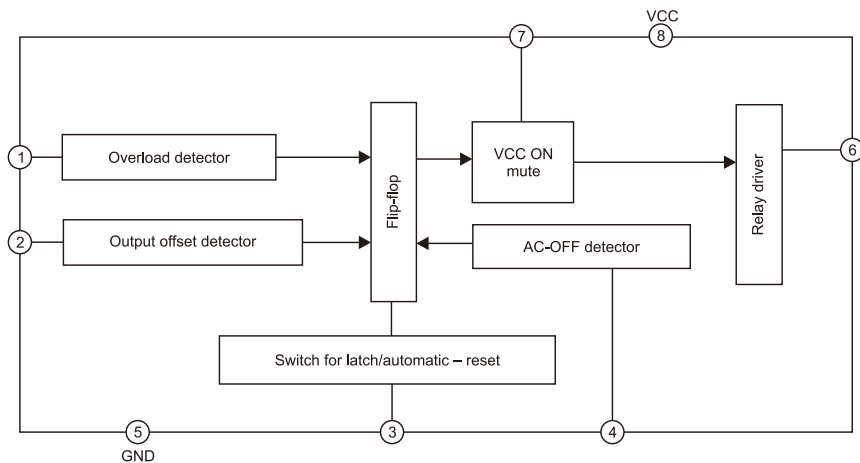 VCC
7
8
1
Overload detector
Flip-flop
VCC ON
mute
Relay driver
6
2
Output offset detector
AC-OFF detector
Switch for latch/automatic – reset
5
GND
3
4